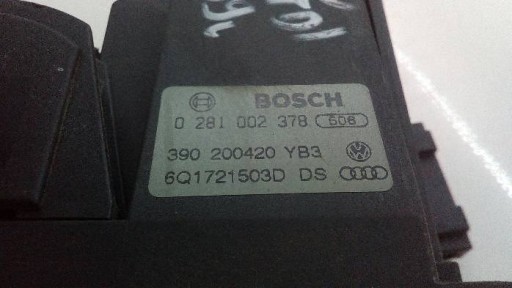 BOSCH
0 281 002 378 506
390 200420 YB3
6Q1721503D DS